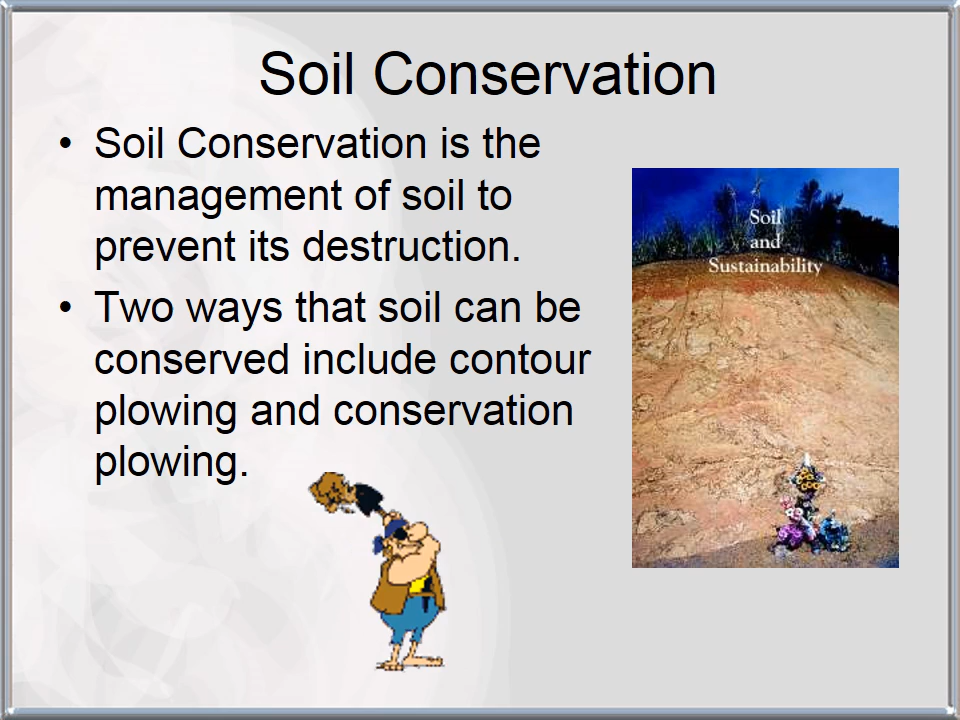 Soil Conservation
• Soil Conservation is the
management of soil to
prevent its destruction.
• Two ways that soil can be
conserved include contour
plowing and conservation
plowing.
Soil
and
Sustainability